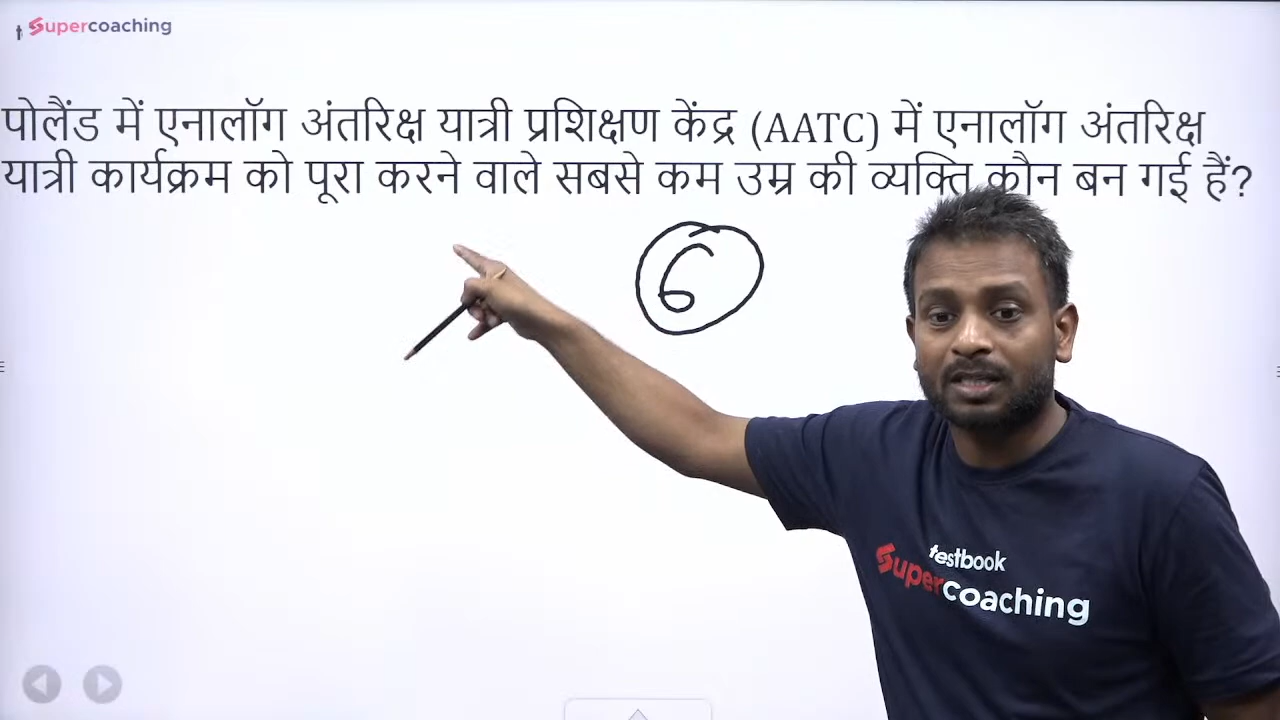 Supercoaching
पोलैंड में एनालॉग अंतरिक्ष यात्री प्रशिक्षण केंद्र (AATC) में एनालॉग अंतरिक्ष
यात्री कार्यक्रम को पूरा करने वाले सबसे कम उम्र की व्यक्ति कौन बन गई हैं?
6
testbook
Supercoaching